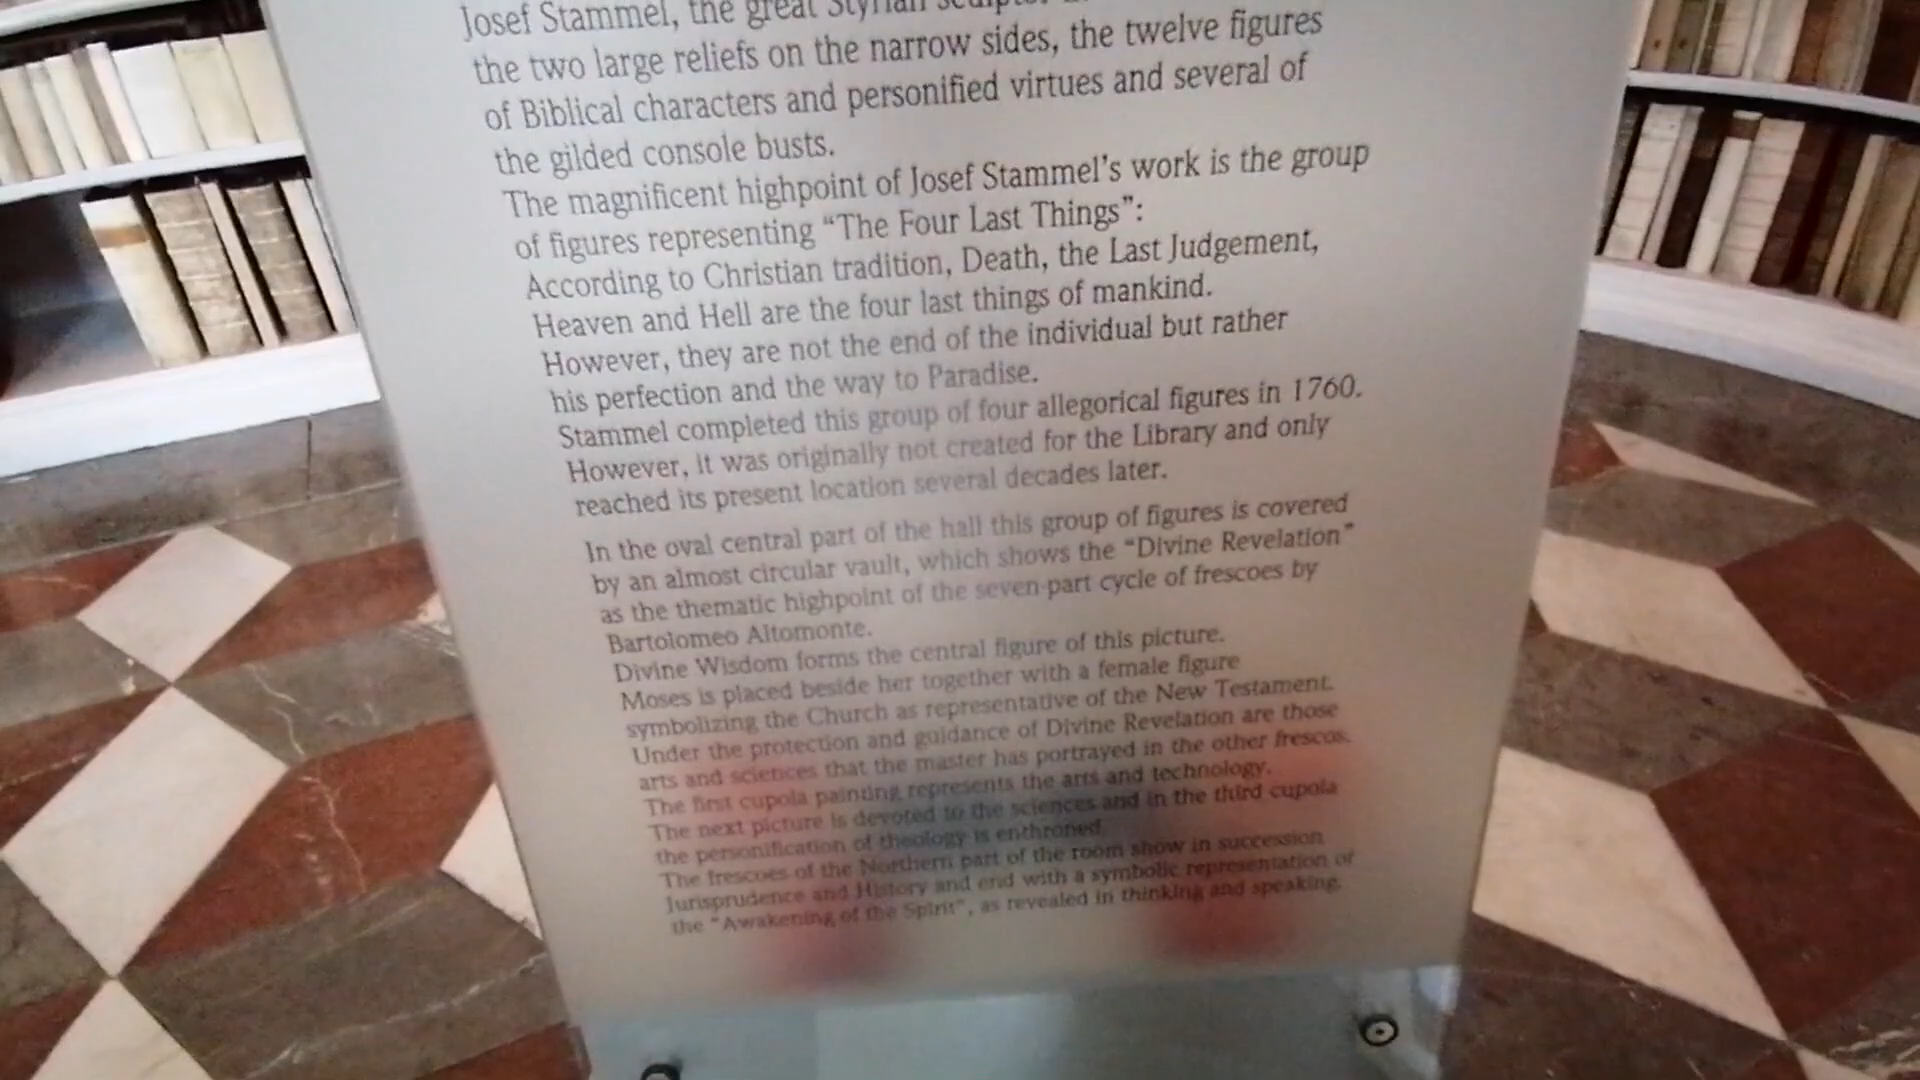 Josef Stammel, the great Styrian sculptor
the two large reliefs on the narrow sides, the twelve figures
of Biblical characters and personified virtues and several of
the gilded console busts.
The magnificent highpoint of Josef Stammel's work is the group
of figures representing “The Four Last Things”:
According to Christian tradition, Death, the Last Judgement,
Heaven and Hell are the four last things of mankind.
However, they are not the end of the individual but rather
his perfection and the way to Paradise.
Stammel completed this group of four allegorical figures in 1760.
However, it was originally not created for the Library and only
reached its present location several decades later.
In the oval central part of the hall this group of figures is covered
by an almost circular vault, which shows the “Divine Revelation”
as the thematic highpoint of the seven-part cycle of frescoes by
Bartolomeo Altomonte.
Divine Wisdom forms the central figure of this picture.
Moses is placed beside her together with a female figure
symbolizing the Church as representative of the New Testament.
Under the protection and guidance of Divine Revelation are those
arts and sciences that the master has portrayed in the other frescos.
The first cupola painting represents the arts and technology.
The next picture is devoted to the sciences and in the third cupola
the personification of theology is enthroned.
The frescoes of the Northern part of the room show in succession
Jurisprudence and History and end with a symbolic representation of
the “Awakening of the Spirit”, as revealed in thinking and speaking.